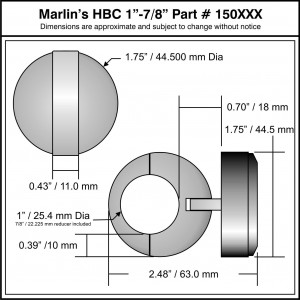 Marlin's HBC 1"-7/8" Part # 150XXX
Dimensions are approximate and subject to change without notice
1.75" / 44.500 mm Dia
0.70" / 18 mm
1.75" / 44.5 mm
0.43" / 11.0 mm
1" / 25.4 mm Dia
7/8" / 22.225 mm reducer included
0.39" /10 mm
2.48" / 63.0 mm